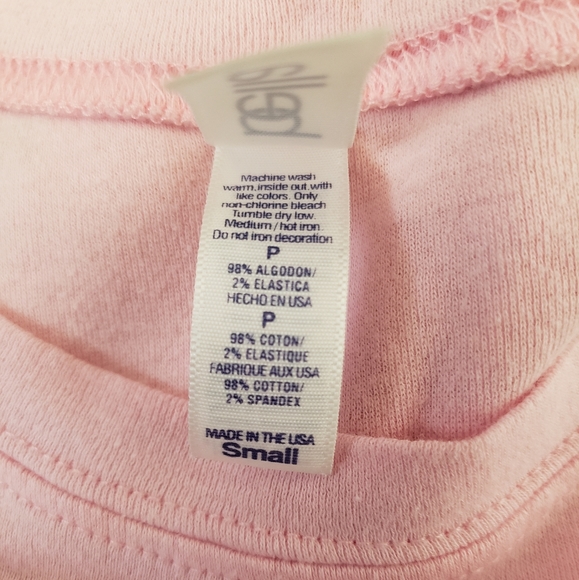 bella
Machine wash
warm, inside out, with
like colors. Only
non-chlorine bleach
Tumble dry low.
Medium / hot iron.
Do not iron decoration
P
98% ALGODON/
2% ELASTICA
HECHO EN USA
P
98% COTON/
2% ELASTIQUE
FABRIQUE AUX USA
98% COTTON/
2% SPANDEX
MADE IN THE USA
Small